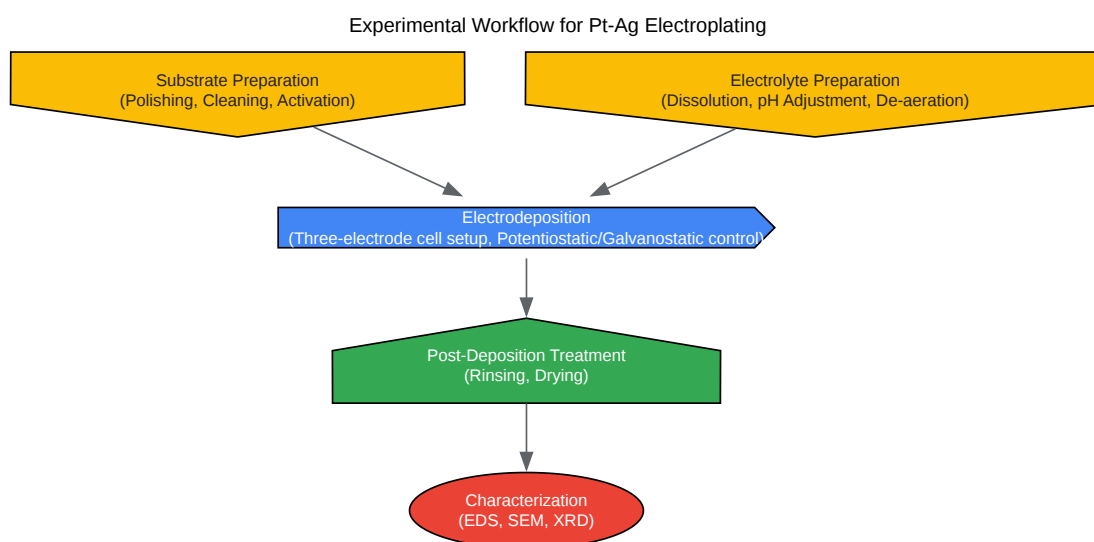 Experimental Workflow for Pt-Ag Electroplating
Substrate Preparation
(Polishing, Cleaning, Activation)
Electrolyte Preparation
(Dissolution, pH Adjustment, De-aeration)
Electrodeposition
(Three-electrode cell setup, Potentiostatic/Galvanostatic control)
Post-Deposition Treatment
(Rinsing, Drying)
Characterization
(EDS, SEM, XRD)